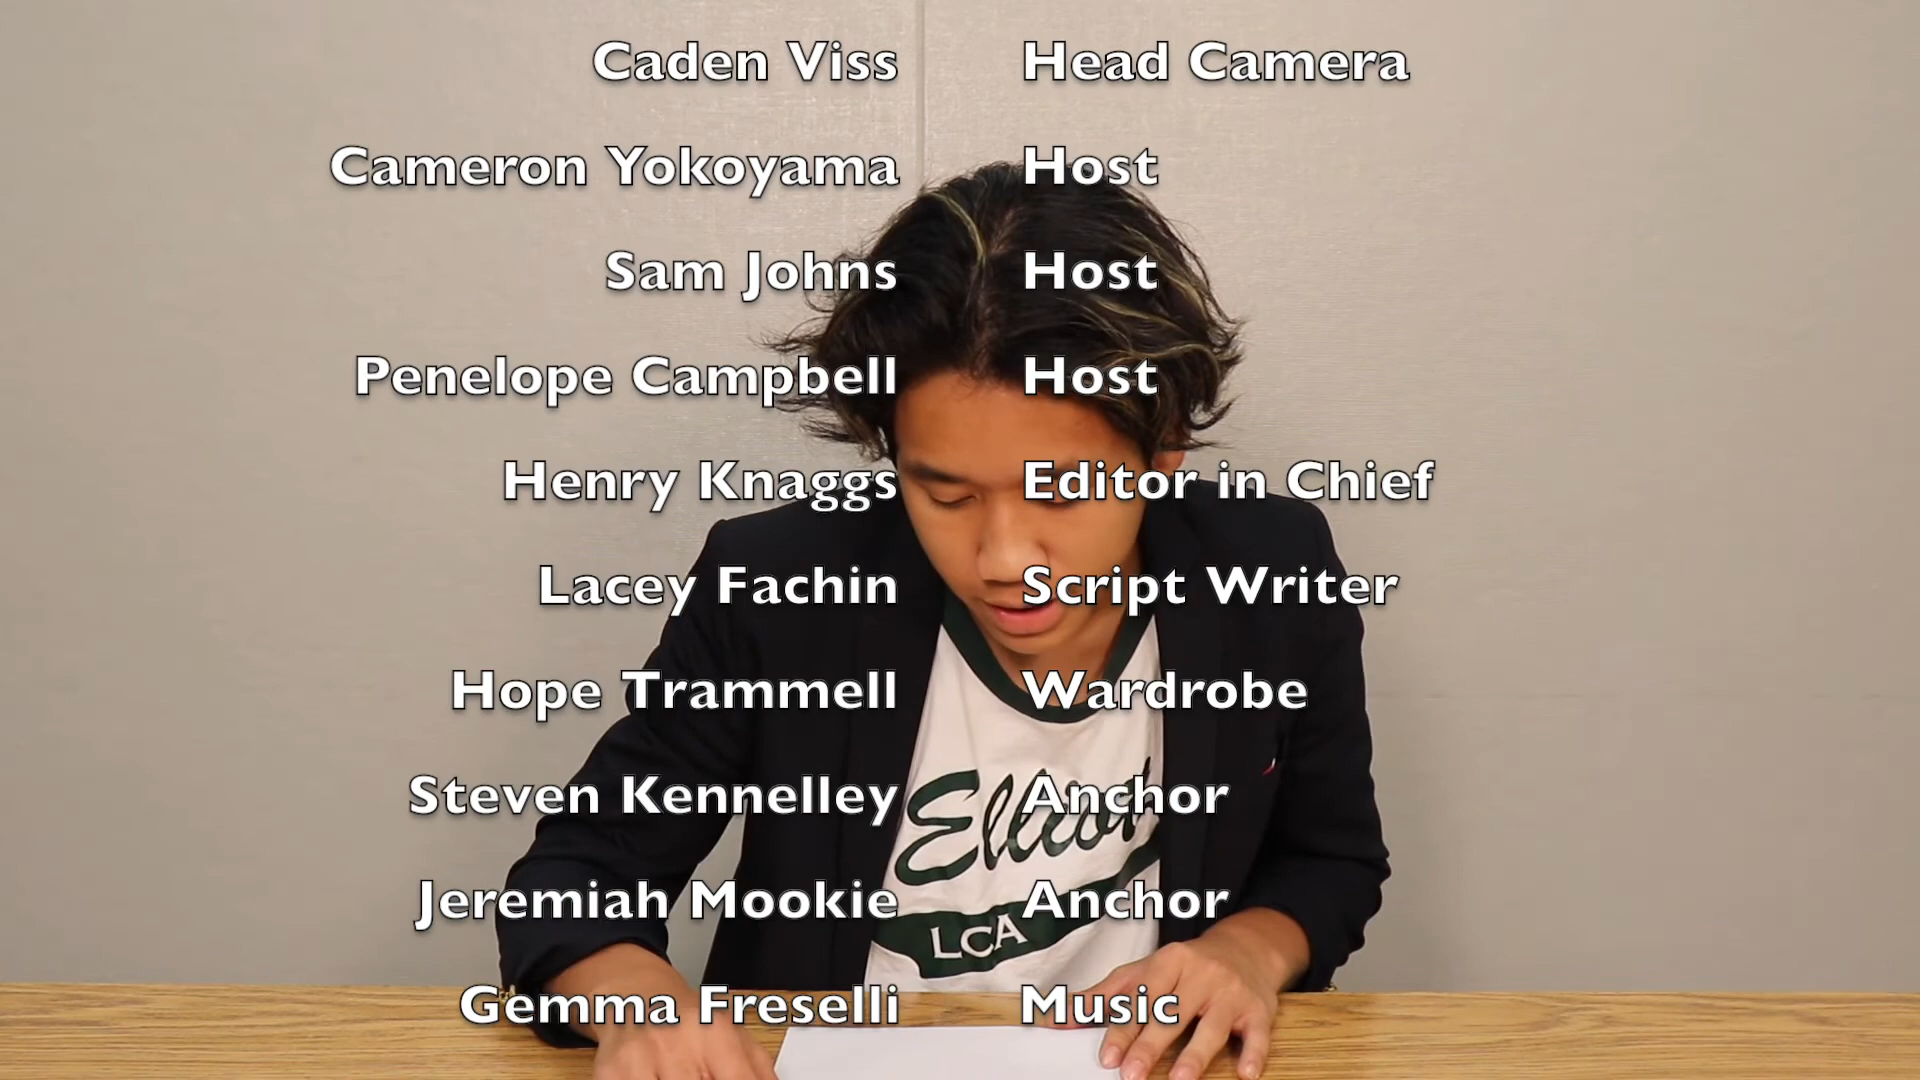 Caden Viss Head Camera
Cameron Yokoyama Host
Sam Johns Host
Penelope Campbell Host
Henry Knaggs Editor in Chief
Lacey Fachin Script Writer
Hope Trammell Wardrobe
Steven Kennelley Anchor
Jeremiah Mookie Anchor
Gemma Freselli Music
Elliot
LCA